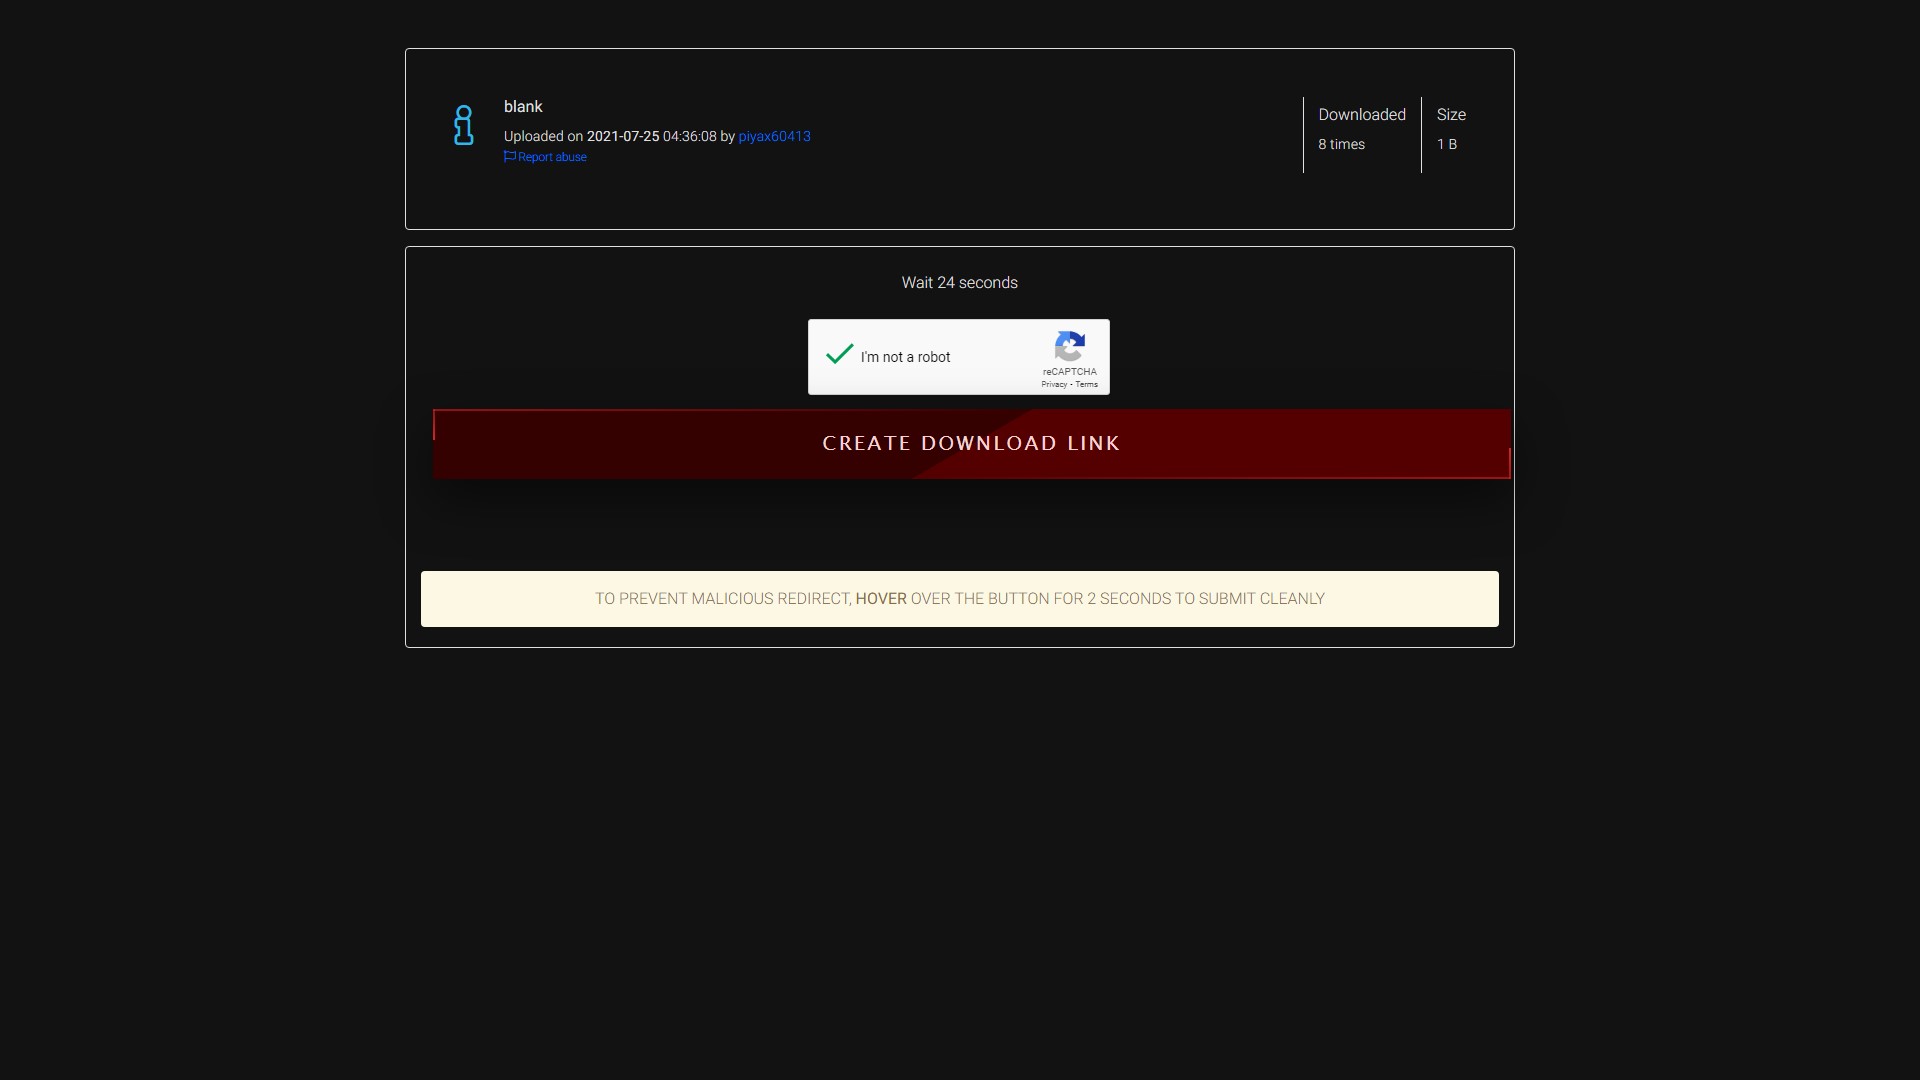 blank
Uploaded on 2021-07-25 04:36:08 by piyax60413
Report abuse
Downloaded
8 times
Size
1 B
Wait 24 seconds
I'm not a robot
reCAPTCHA
Privacy - Terms
CREATE DOWNLOAD LINK
TO PREVENT MALICIOUS REDIRECT, HOVER OVER THE BUTTON FOR 2 SECONDS TO SUBMIT CLEANLY